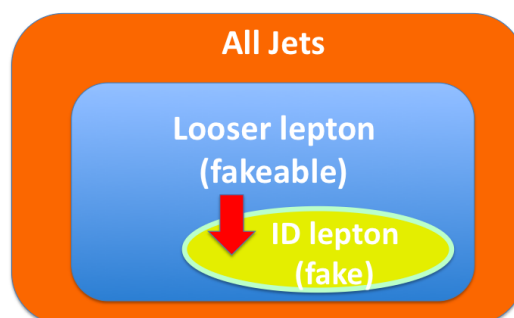 All Jets
Looser lepton
(fakeable)
ID lepton
(fake)